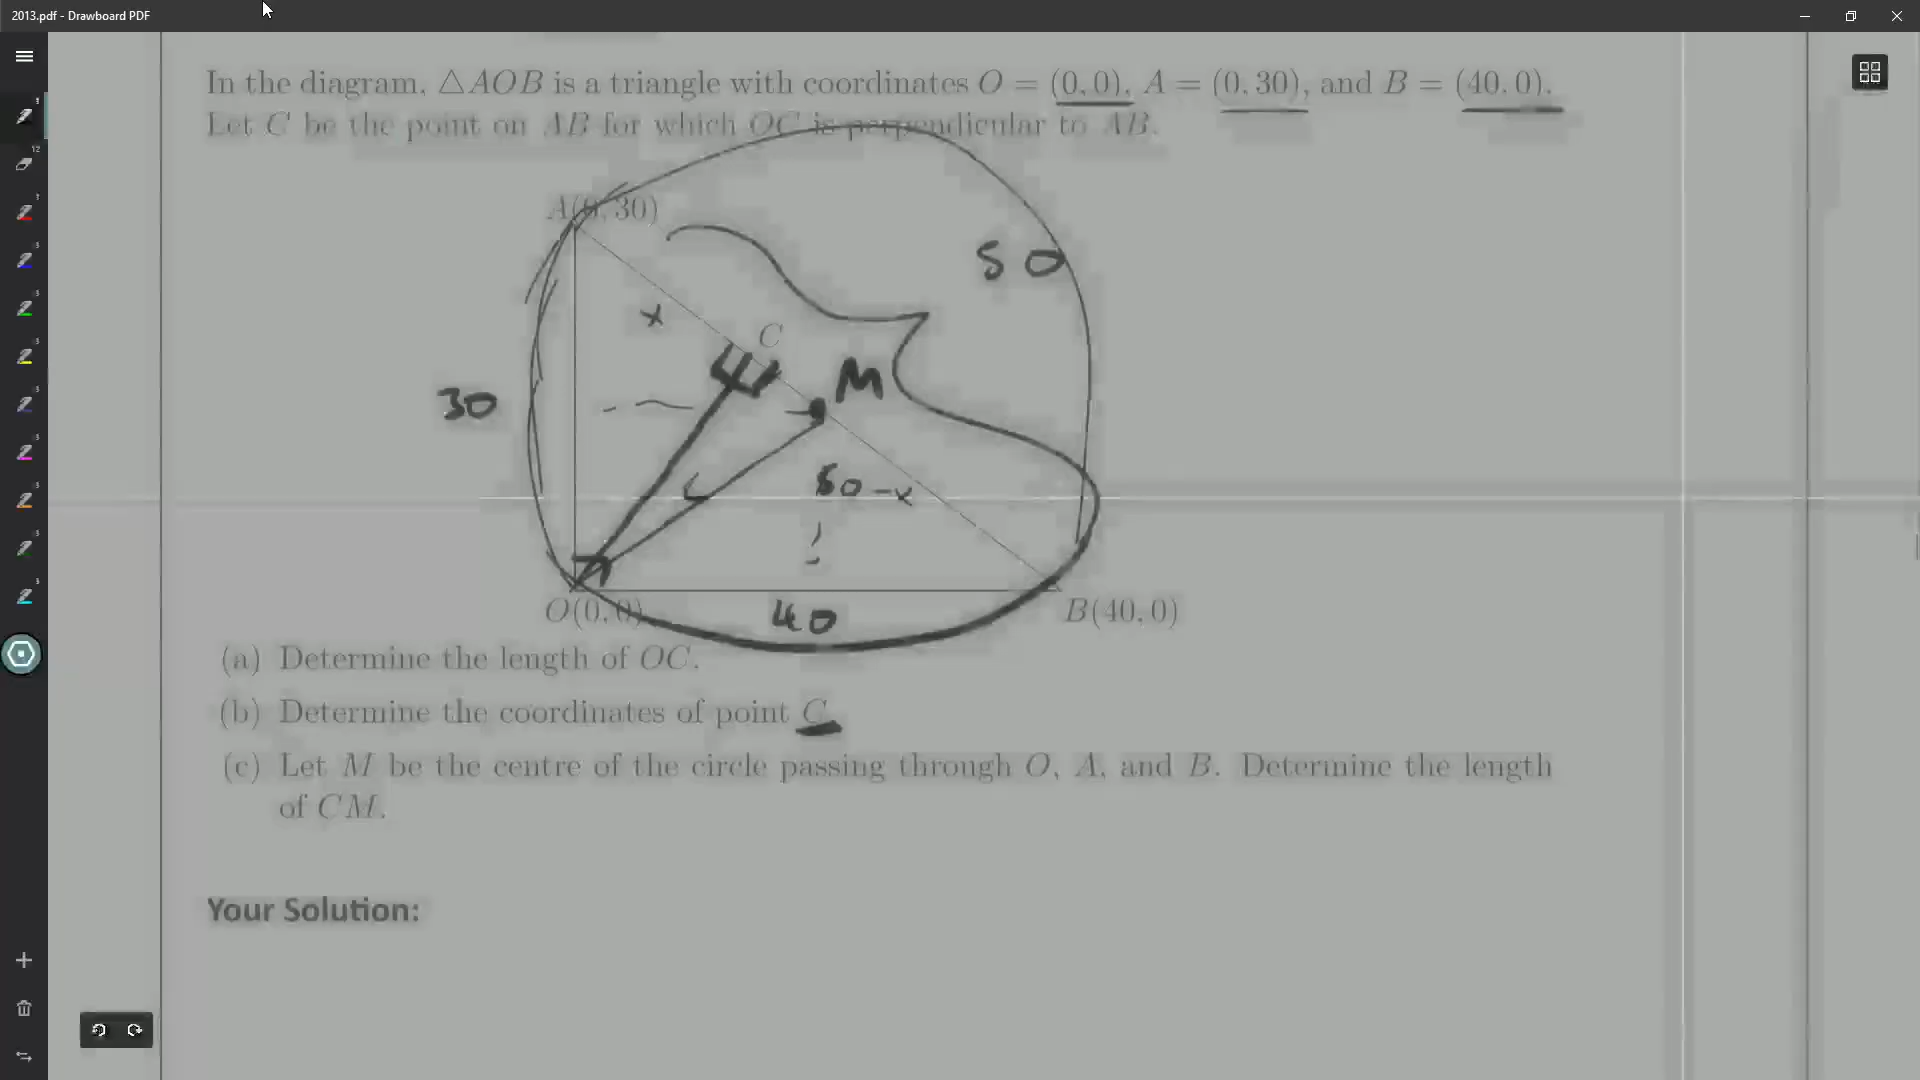 2013.pdf - Drawboard PDF
In the diagram, △AOB is a triangle with coordinates O = (0, 0), A = (0, 30), and B = (40, 0).
Let C be the point on AB for which OC is perpendicular to AB.
A(0, 30)
50
x
C
M
30
50-x
O(0, 0)
40
B(40, 0)
(a) Determine the length of OC.
(b) Determine the coordinates of point C.
(c) Let M be the centre of the circle passing through O, A, and B. Determine the length
of CM.
Your Solution: